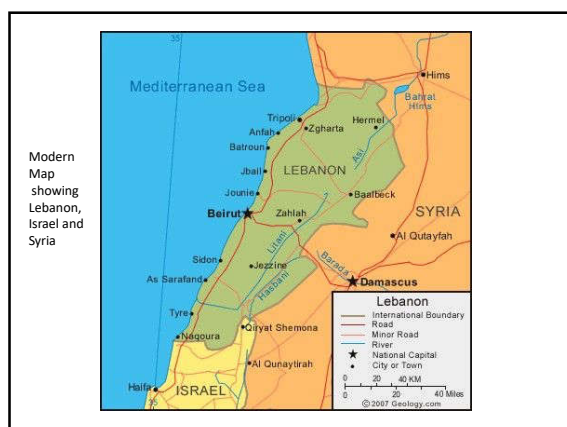 Modern
Map
showing
Lebanon,
Israel and
Syria
35
Mediterranean Sea
Hims
Bahrat
Hims
Tripoli
Zgharta
Hermel
Anfah
Batroun
Asi
LEBANON
Jbail
Jounie
Baalbeck
Beirut
Zahlah
SYRIA
Al Qutayfah
Litani
Sidon
Jezzine
Barada
As Sarafand
Hasbani
Damascus
Tyre
Qiryat Shemona
Naqoura
Al Qunaytirah
Haifa
ISRAEL
35
Lebanon
International Boundary
Road
Minor Road
River
National Capital
City or Town
0 20 40 KM
0 20 40 Miles
©2007 Geology.com